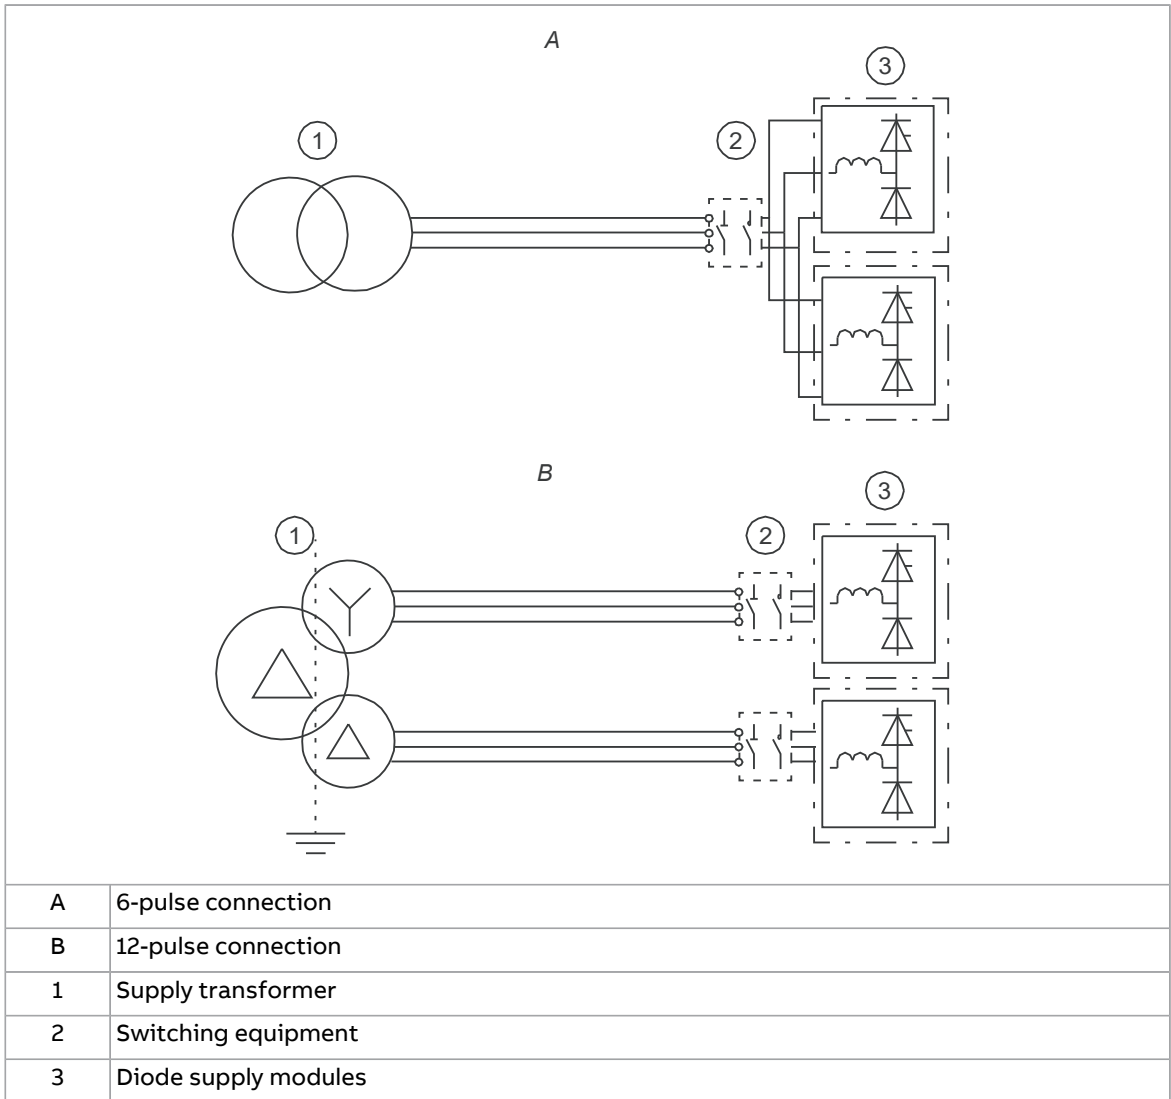 A
3
1
2
B
3
1
2
A 6-pulse connection
B 12-pulse connection
1 Supply transformer
2 Switching equipment
3 Diode supply modules